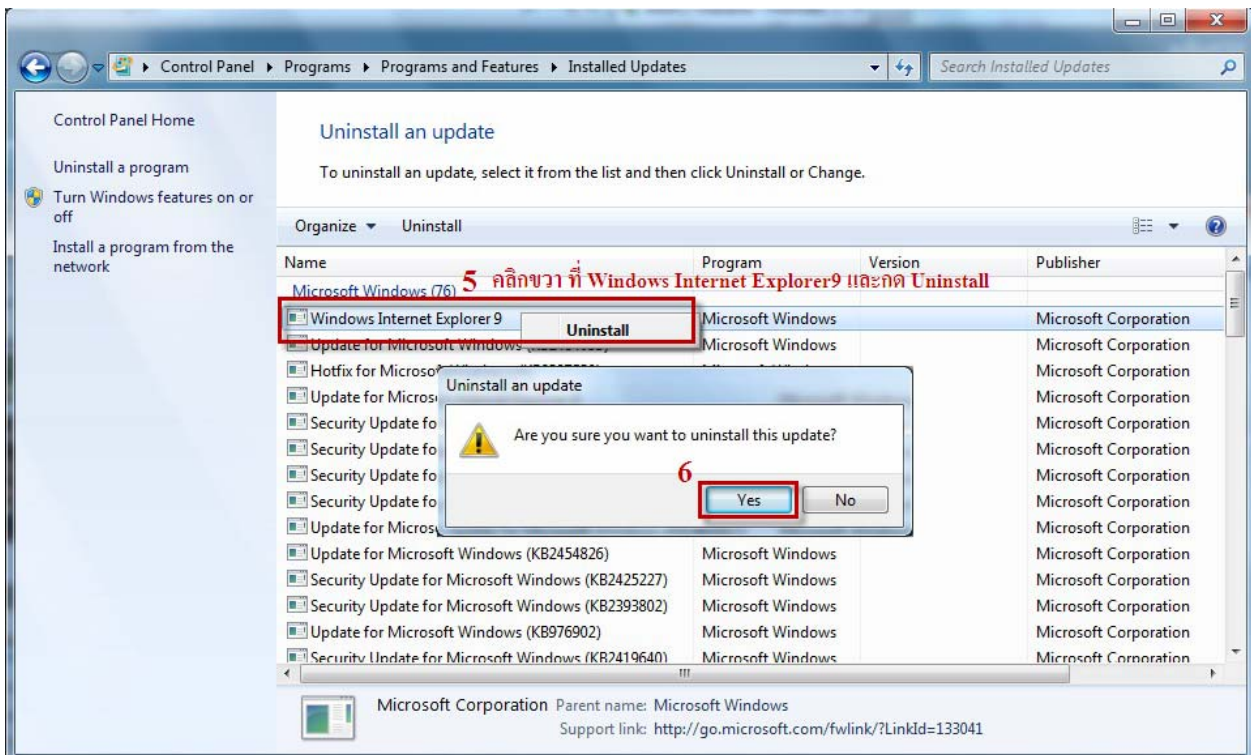 Control Panel ▸ Programs ▸ Programs and Features ▸ Installed Updates
Search Installed Updates
Control Panel Home
Uninstall a program
Turn Windows features on or
off
Install a program from the
network
Uninstall an update
To uninstall an update, select it from the list and then click Uninstall or Change.
Organize Uninstall
Name Program Version Publisher
Microsoft Windows (76)
5 คลิกขวา ที่ Windows Internet Explorer9 และกด Uninstall
Windows Internet Explorer 9 Microsoft Windows Microsoft Corporation
Uninstall
Update for Microsoft Windows Microsoft Windows Microsoft Corporation
Hotfix for Microsoft Microsoft Corporation
Update for Micros Microsoft Corporation
Security Update fo Microsoft Corporation
Security Update fo Microsoft Corporation
Security Update fo Microsoft Corporation
Security Update fo Microsoft Corporation
Update for Micros Microsoft Corporation
Uninstall an update
Are you sure you want to uninstall this update?
6
Yes No
Update for Microsoft Windows (KB2454826) Microsoft Windows Microsoft Corporation
Security Update for Microsoft Windows (KB2425227) Microsoft Windows Microsoft Corporation
Security Update for Microsoft Windows (KB2393802) Microsoft Windows Microsoft Corporation
Update for Microsoft Windows (KB976902) Microsoft Windows Microsoft Corporation
Security Update for Microsoft Windows (KB2419640) Microsoft Windows Microsoft Corporation
Microsoft Corporation Parent name: Microsoft Windows
Support link: http://go.microsoft.com/fwlink/?LinkId=133041